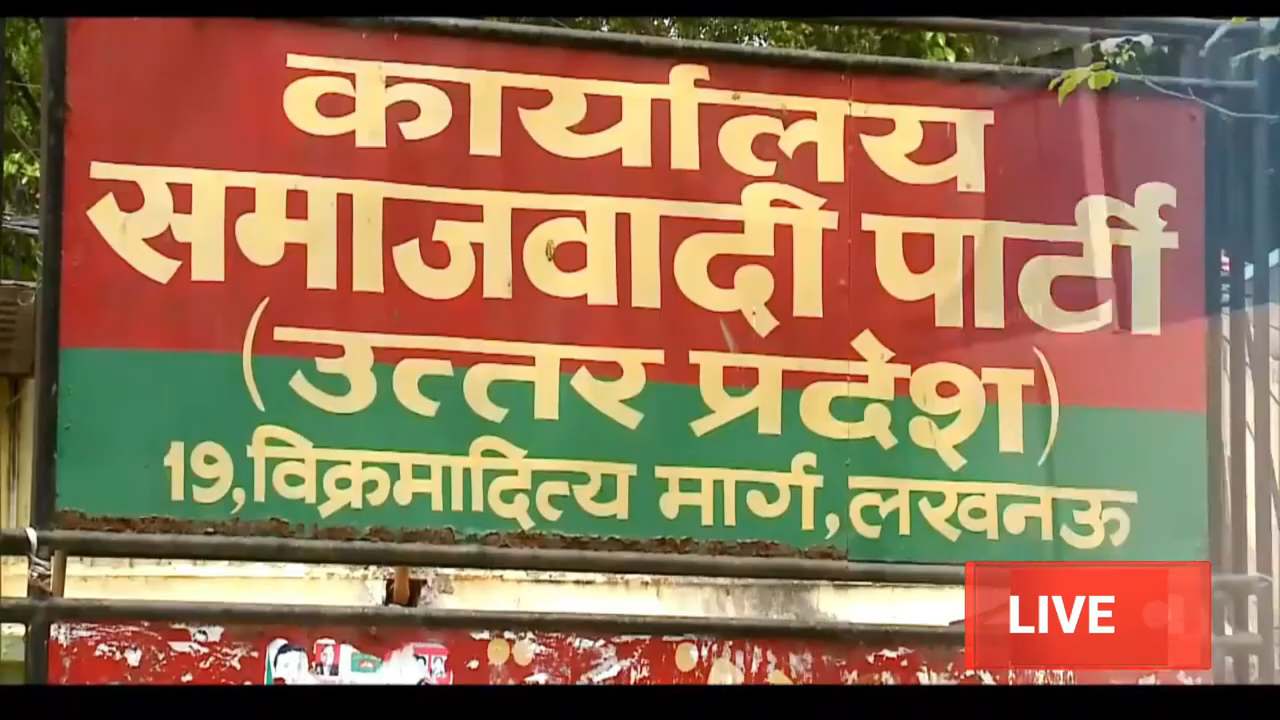 कार्यालय
समाजवादी पार्टी
(उत्तर प्रदेश)
19,विक्रमादित्य मार्ग,लखनऊ
LIVE